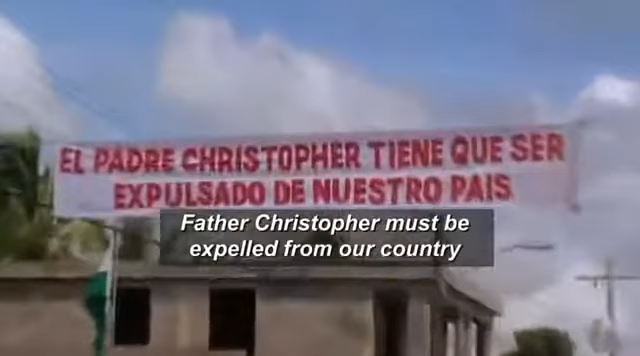 EL PADRE CHRISTOPHER TIENE QUE SER
EXPULSADO DE NUESTRO PAIS
Father Christopher must be
expelled from our country